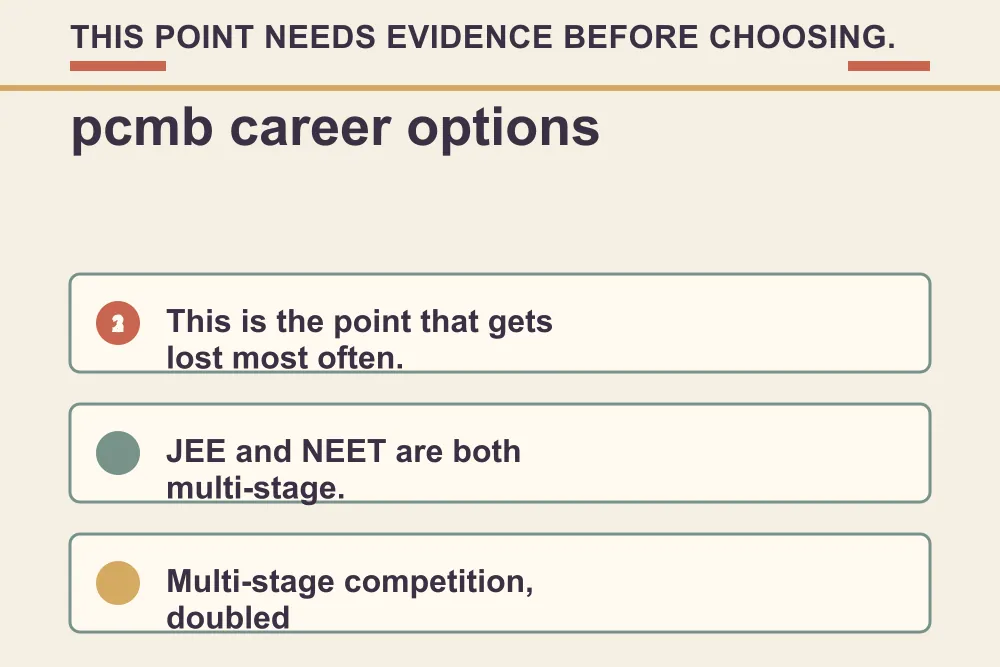 THIS POINT NEEDS EVIDENCE BEFORE CHOOSING.
pcmb career options
This is the point that gets
lost most often.
JEE and NEET are both
multi-stage.
Multi-stage competition,
doubled